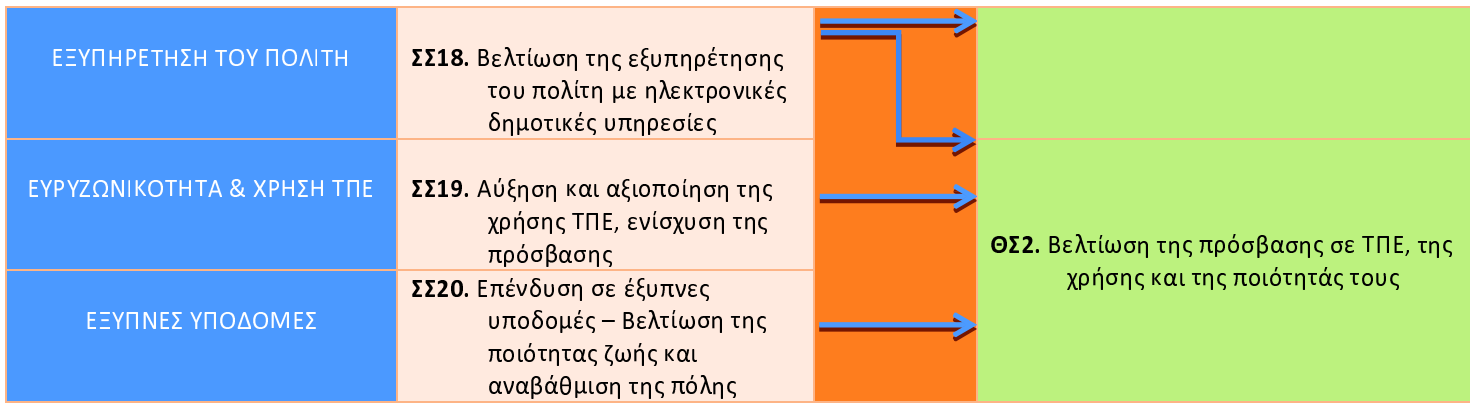 ΕΞΥΠΗΡΕΤΗΣΗ ΤΟΥ ΠΟΛΙΤΗ
ΣΣ18. Βελτίωση της εξυπηρέτησης
του πολίτη με ηλεκτρονικές
δημοτικές υπηρεσίες
ΕΥΡΥΖΩΝΙΚΟΤΗΤΑ & ΧΡΗΣΗ ΤΠΕ
ΣΣ19. Αύξηση και αξιοποίηση της
χρήσης ΤΠΕ, ενίσχυση της
πρόσβασης
ΕΞΥΠΝΕΣ ΥΠΟΔΟΜΕΣ
ΣΣ20. Επένδυση σε έξυπνες
υποδομές – Βελτίωση της
ποιότητας ζωής και
αναβάθμιση της πόλης
ΘΣ2. Βελτίωση της πρόσβασης σε ΤΠΕ, της
χρήσης και της ποιότητάς τους